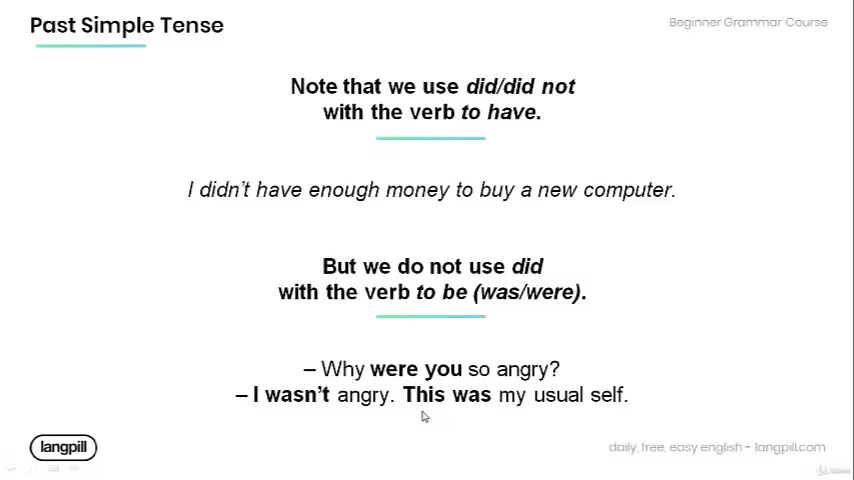 Past Simple Tense
Beginner Grammar Course
Note that we use did/did not
with the verb to have.
I didn't have enough money to buy a new computer.
But we do not use did
with the verb to be (was/were).
– Why were you so angry?
– I wasn't angry. This was my usual self.
langpill
daily, free, easy english - langpill.com